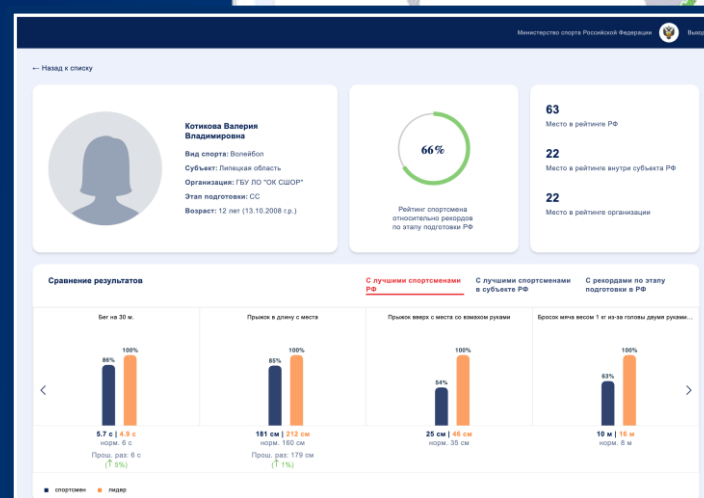 Министерство спорта Российской Федерации
← Назад к списку
Котикова Валерия
Владимировна
Вид спорта: Волейбол
Субъект: Липецкая область
Организация: ГБУ ЛО "ОК СШОР"
Этап подготовки: СС
Возраст: 12 лет (13.10.2008 г.р.)
66%
Рейтинг спортсмена
относительно рекордов
по этапу подготовки РФ
63
Место в рейтинге РФ
22
Место в рейтинге внутри субъекта РФ
22
Место в рейтинге организации
Сравнение результатов
С лучшими спортсменами
РФ
С лучшими спортсменами
в субъекте РФ
С рекордами по этапу
подготовки в РФ
Бег на 30 м.
86%
100%
5.7 с | 4.9 с
норм. 6 с
Прош. раз: 6 с
(↑ 5%)
Прыжок в длину с места
85%
100%
181 см | 212 см
норм. 180 см
Прош. раз: 179 см
(↑ 1%)
Прыжок вверх с места со взмахом руками
54%
100%
25 см | 46 см
норм. 35 см
Бросок мяча весом 1 кг из-за головы двумя руками...
63%
100%
10 м | 16 м
норм. 8 м
спортсмен
лидер